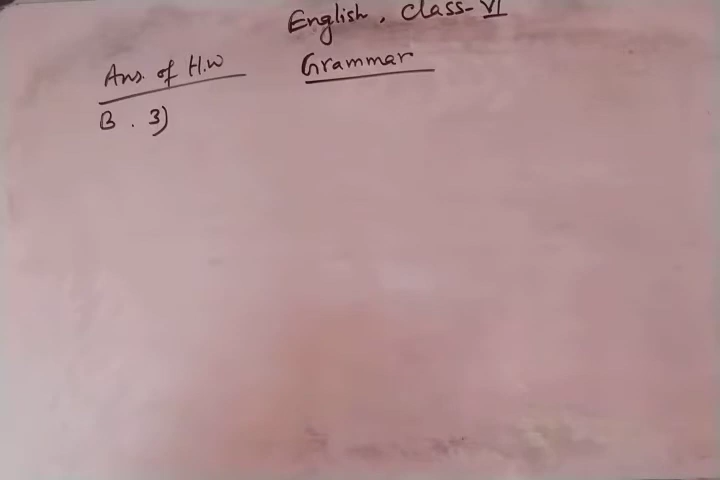 English, Class-VI
Ans. of H.W Grammar
B. 3)